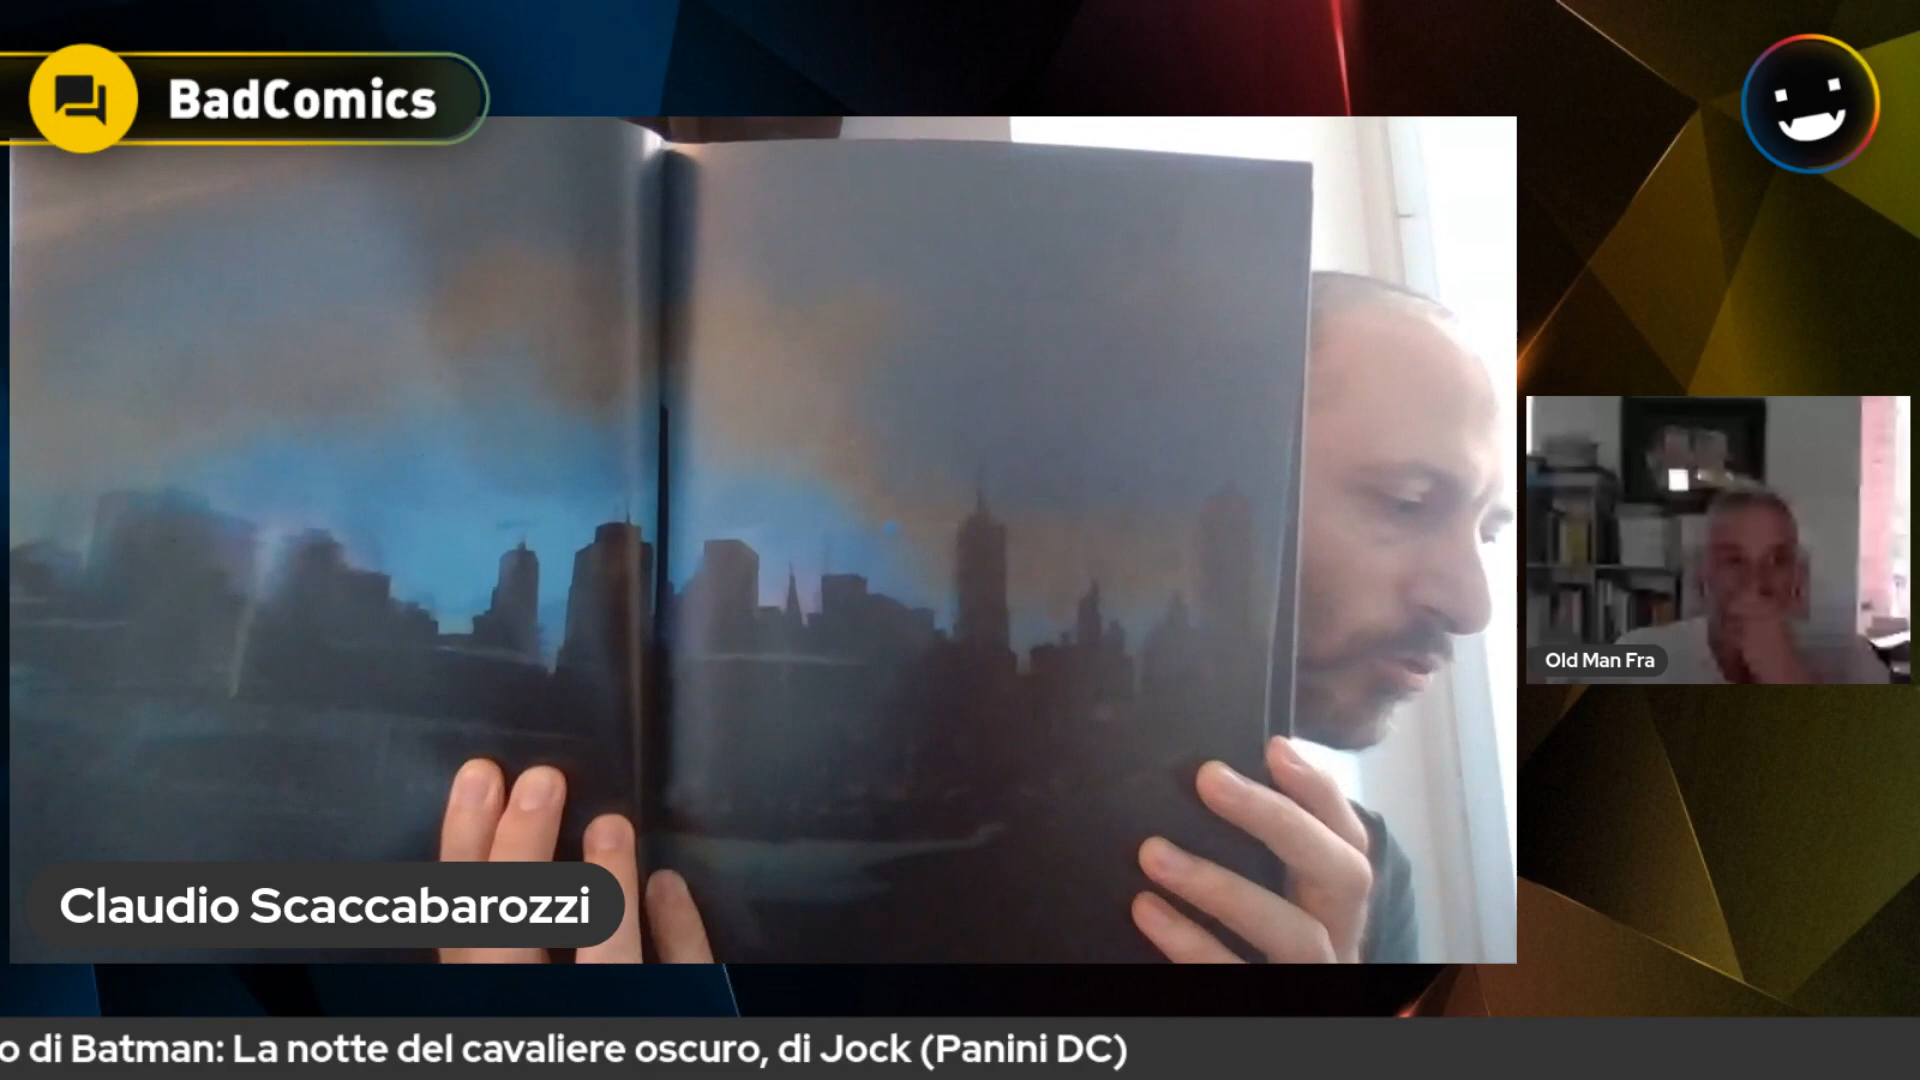 BadComics
Old Man Fra
Claudio Scaccabarozzi
o di Batman: La notte del cavaliere oscuro, di Jock (Panini DC)